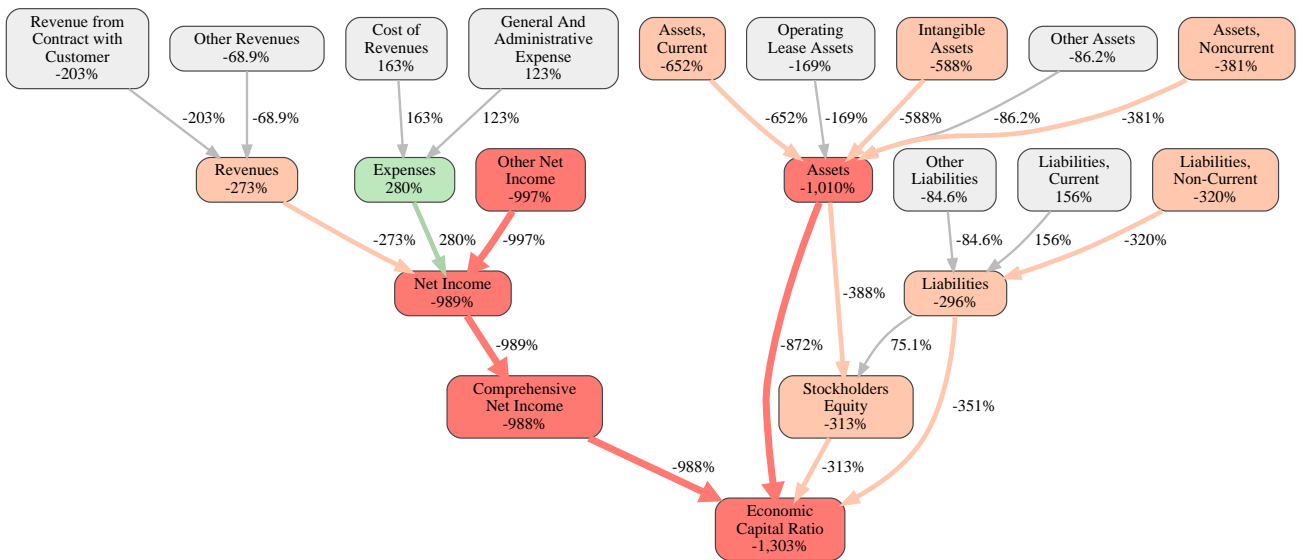 Revenue from
Contract with
Customer
-203%
Other Revenues
-68.9%
Cost of
Revenues
163%
General And
Administrative
Expense
123%
Assets,
Current
-652%
Operating
Lease Assets
-169%
Intangible
Assets
-588%
Other Assets
-86.2%
Assets,
Noncurrent
-381%
-203%
-68.9%
163%
123%
-652%
-169%
-588%
-86.2%
-381%
Revenues
-273%
Expenses
280%
Other Net
Income
-997%
Assets
-1,010%
Other
Liabilities
-84.6%
Liabilities,
Current
156%
Liabilities,
Non-Current
-320%
-273%
280%
-997%
-84.6%
156%
-320%
Net Income
-989%
-388%
Liabilities
-296%
-989%
-872%
75.1%
Comprehensive
Net Income
-988%
Stockholders
Equity
-313%
-351%
-988%
-313%
Economic
Capital Ratio
-1,303%